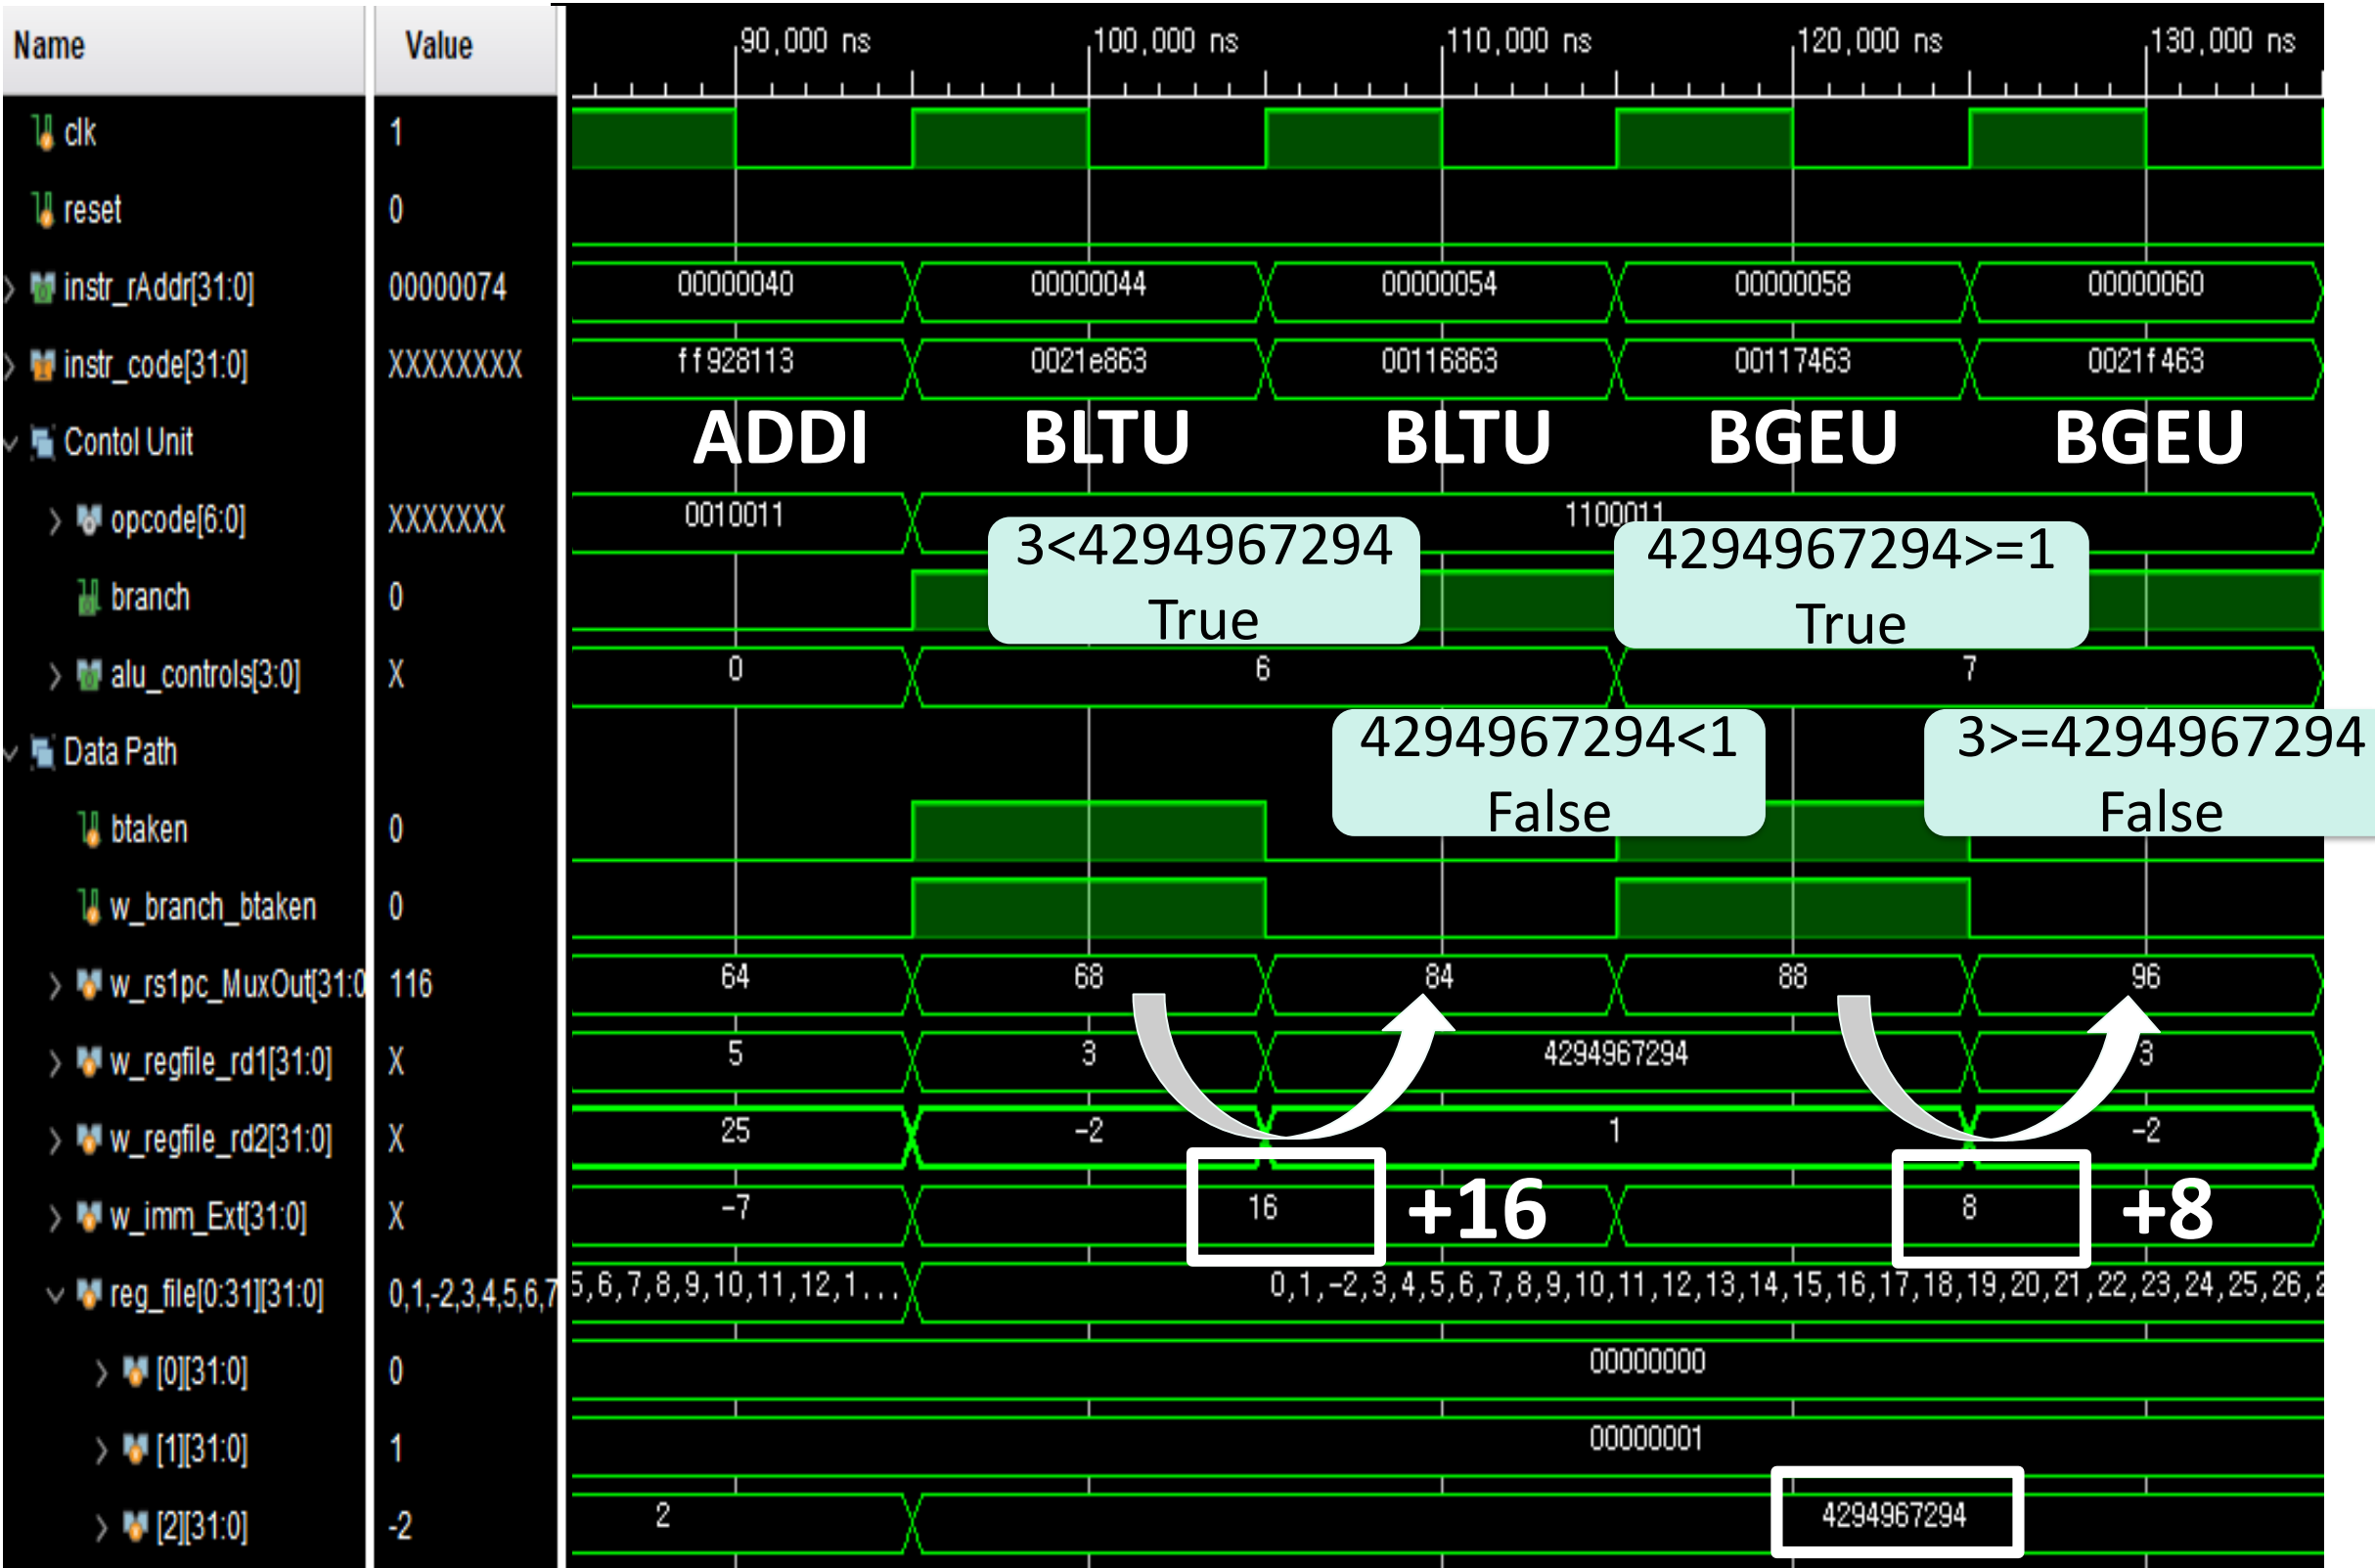 Name Value 90,000 ns 100,000 ns 110,000 ns 120,000 ns 130,000 ns
clk 1
reset 0
instr_rAddr[31:0] 00000074 00000040 00000044 00000054 00000058 00000060
instr_code[31:0] XXXXXXXX ff928113 0021e863 00116863 00117463 0021f463
Contol Unit ADDI BLTU BLTU BGEU BGEU
opcode[6:0] XXXXXXX 0010011 1100011
3<4294967294 4294967294>=1
True True
branch 0
alu_controls[3:0] X 0 6 7
Data Path
4294967294<1 3>=4294967294
False False
btaken 0
w_branch_btaken 0
w_rs1pc_MuxOut[31:0 116 64 68 84 88 96
w_regfile_rd1[31:0] X 5 3 4294967294 3
w_regfile_rd2[31:0] X 25 -2 1 -2
w_imm_Ext[31:0] X -7 16 +16 8 +8
reg_file[0:31][31:0] 0,1,-2,3,4,5,6,7 5,6,7,8,9,10,11,12,1... 0,1,-2,3,4,5,6,7,8,9,10,11,12,13,14,15,16,17,18,19,20,21,22,23,24,25,26,2
[0][31:0] 0 00000000
[1][31:0] 1 00000001
[2][31:0] -2 2 4294967294